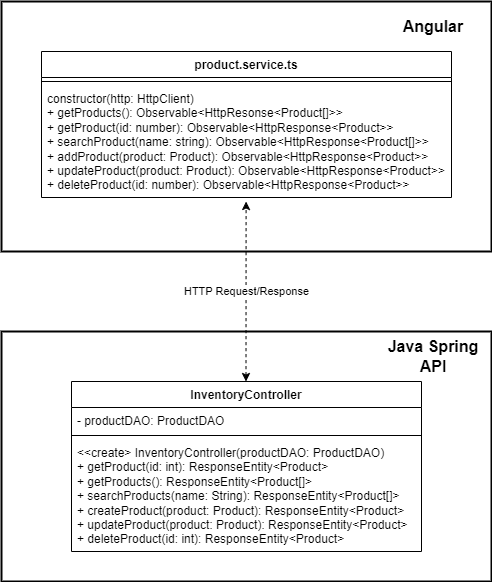 Angular
product.service.ts
constructor(http: HttpClient)
+ getProducts(): Observable<HttpResonse<Product[]>>
+ getProduct(id: number): Observable<HttpResponse<Product>>
+ searchProduct(name: string): Observable<HttpResponse<Product[]>>
+ addProduct(product: Product): Observable<HttpResponse<Product>>
+ updateProduct(product: Product): Observable<HttpResponse<Product>>
+ deleteProduct(id: number): Observable<HttpResponse<Product>>
HTTP Request/Response
Java Spring
API
InventoryController
- productDAO: ProductDAO
<<create> InventoryController(productDAO: ProductDAO)
+ getProduct(id: int): ResponseEntity<Product>
+ getProducts(): ResponseEntity<Product[]
+ searchProducts(name: String): ResponseEntity<Product[]>
+ createProduct(product: Product): ResponseEntity<Product>
+ updateProduct(product: Product): ResponseEntity<Product>
+ deleteProduct(id: int): ResponseEntity<Product>